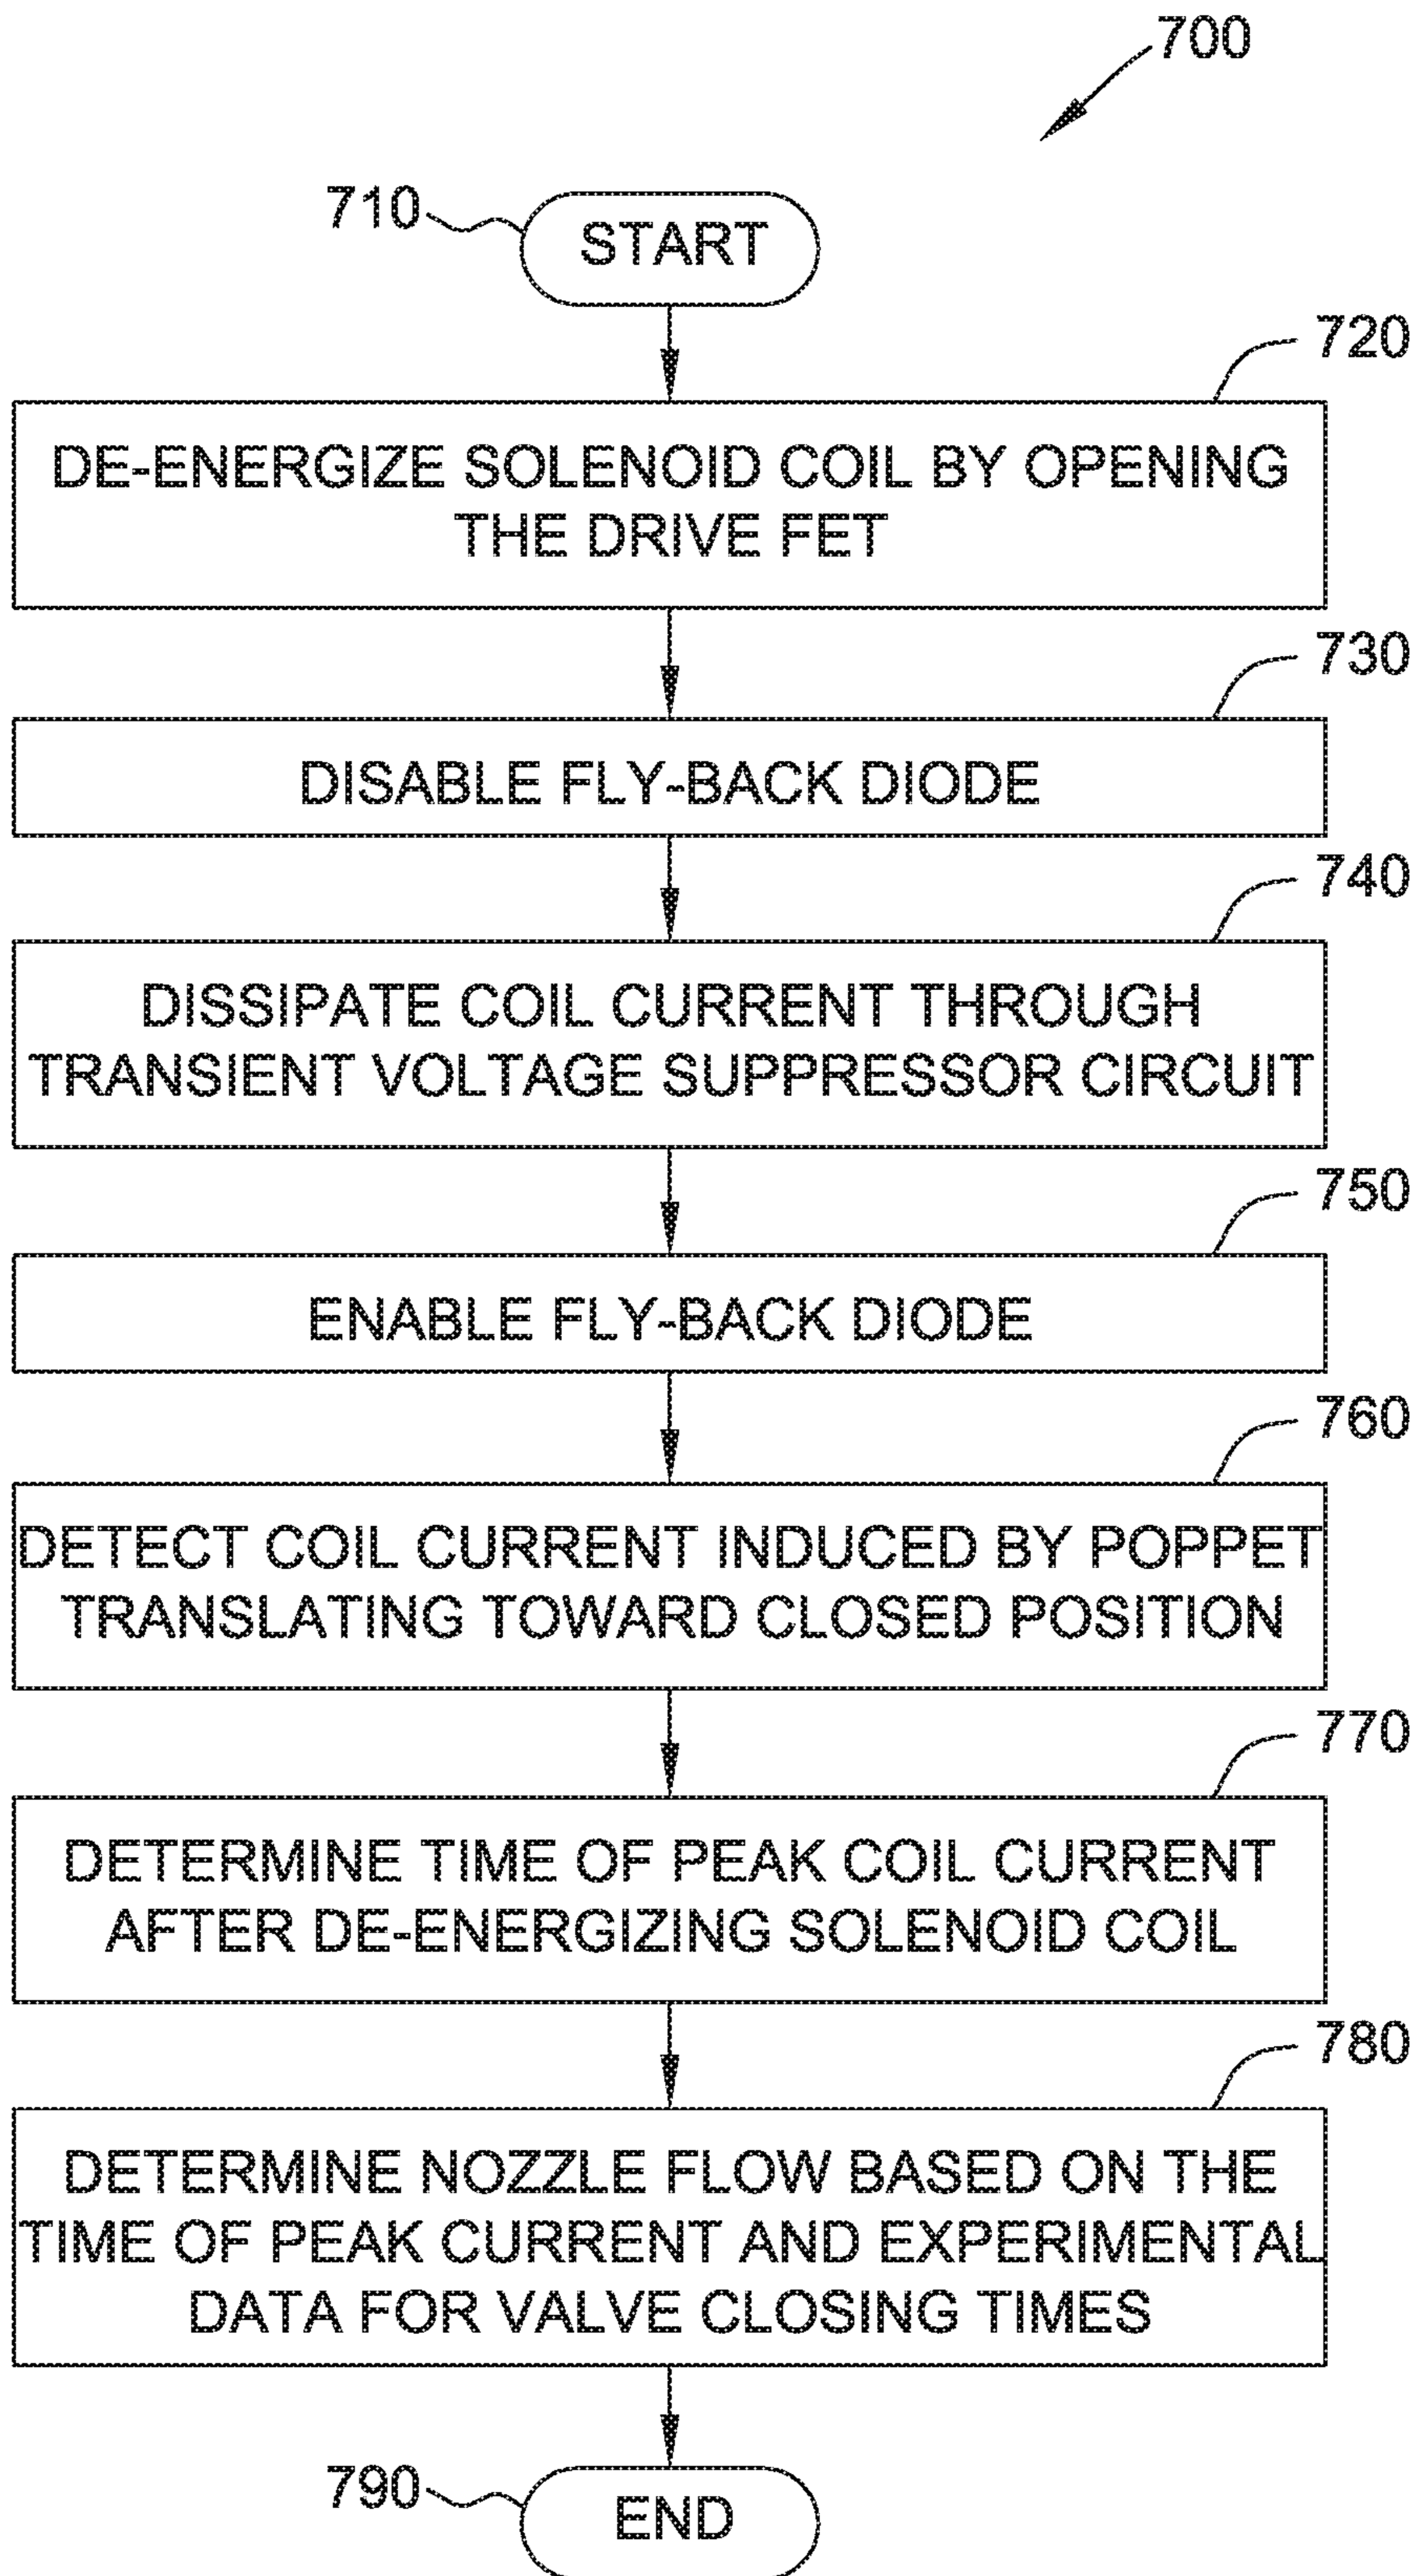 700
710
START
720
DE-ENERGIZE SOLENOID COIL BY OPENING
THE DRIVE FET
730
DISABLE FLY-BACK DIODE
740
DISSIPATE COIL CURRENT THROUGH
TRANSIENT VOLTAGE SUPPRESSOR CIRCUIT
750
ENABLE FLY-BACK DIODE
760
DETECT COIL CURRENT INDUCED BY POPPET
TRANSLATING TOWARD CLOSED POSITION
770
DETERMINE TIME OF PEAK COIL CURRENT
AFTER DE-ENERGIZING SOLENOID COIL
780
DETERMINE NOZZLE FLOW BASED ON THE
TIME OF PEAK CURRENT AND EXPERIMENTAL
DATA FOR VALVE CLOSING TIMES
790
END